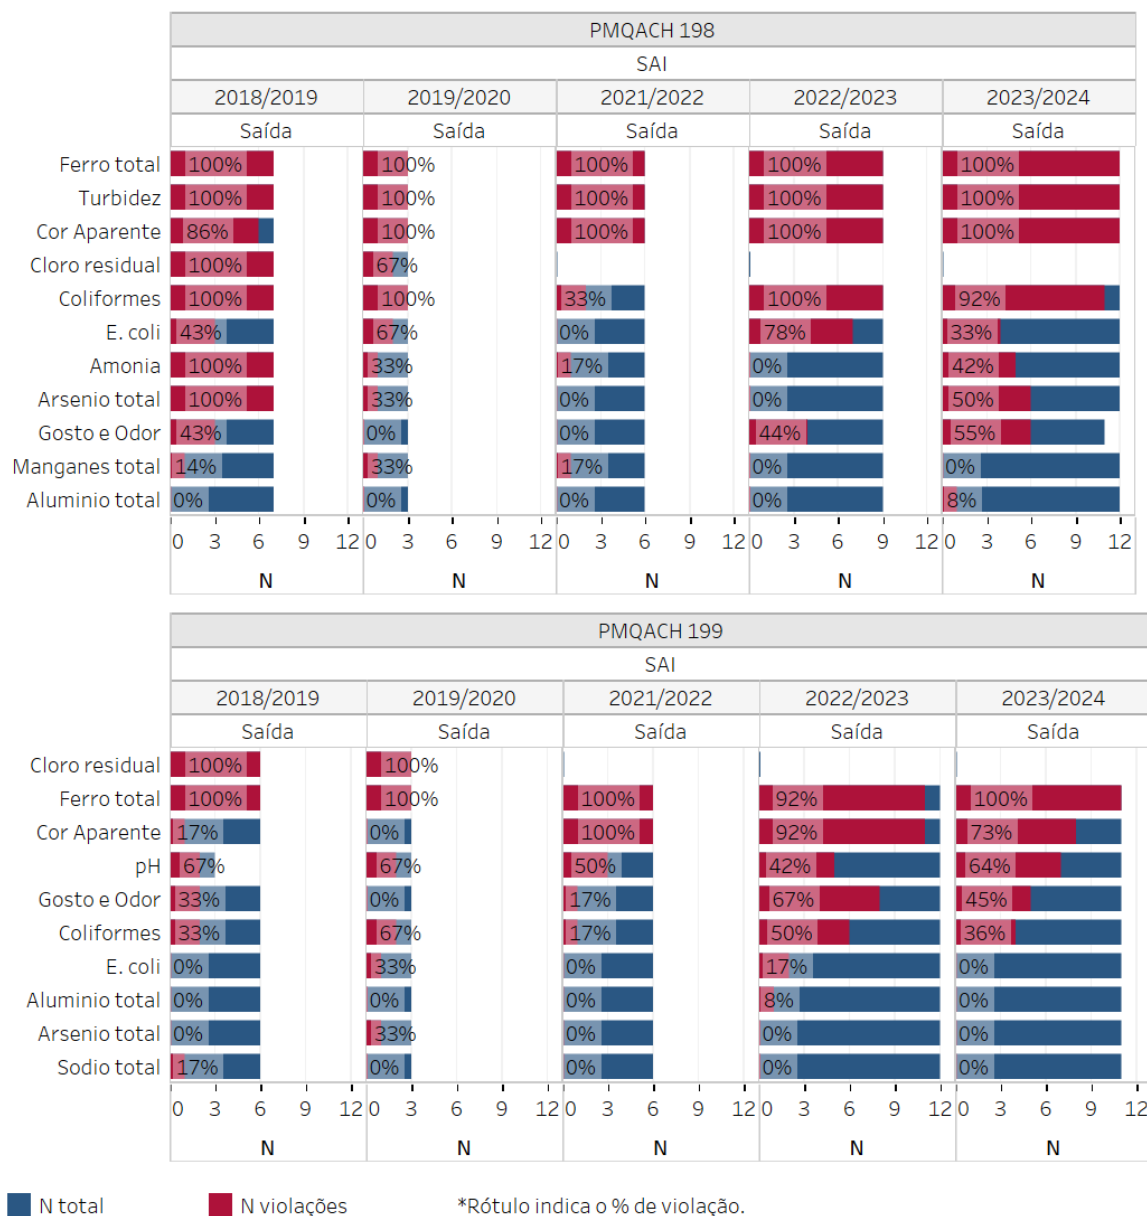 PMQACH 198
SAI
2018/2019 2019/2020 2021/2022 2022/2023 2023/2024
Saída Saída Saída Saída Saída
Ferro total 100% 100% 100% 100% 100%
Turbidez 100% 100% 100% 100% 100%
Cor Aparente 86% 100% 100% 100% 100%
Cloro residual 100% 67%
Coliformes 100% 100% 33% 100% 92%
E. coli 43% 67% 0% 78% 33%
Amonia 100% 33% 17% 0% 42%
Arsenio total 100% 33% 0% 0% 50%
Gosto e Odor 43% 0% 0% 44% 55%
Manganes total 14% 33% 17% 0% 0%
Aluminio total 0% 0% 0% 0% 8%
0 3 6 9 12 0 3 6 9 12 0 3 6 9 12 0 3 6 9 12 0 3 6 9 12
N N N N N
PMQACH 199
SAI
2018/2019 2019/2020 2021/2022 2022/2023 2023/2024
Saída Saída Saída Saída Saída
Cloro residual 100% 100%
Ferro total 100% 100% 100% 92% 100%
Cor Aparente 17% 0% 100% 92% 73%
pH 67% 67% 50% 42% 64%
Gosto e Odor 33% 0% 17% 67% 45%
Coliformes 33% 67% 17% 50% 36%
E. coli 0% 33% 0% 17% 0%
Aluminio total 0% 0% 0% 8% 0%
Arsenio total 0% 33% 0% 0% 0%
Sodio total 17% 0% 0% 0% 0%
0 3 6 9 12 0 3 6 9 12 0 3 6 9 12 0 3 6 9 12 0 3 6 9 12
N N N N N
N total N violações *Rótulo indica o % de violação.